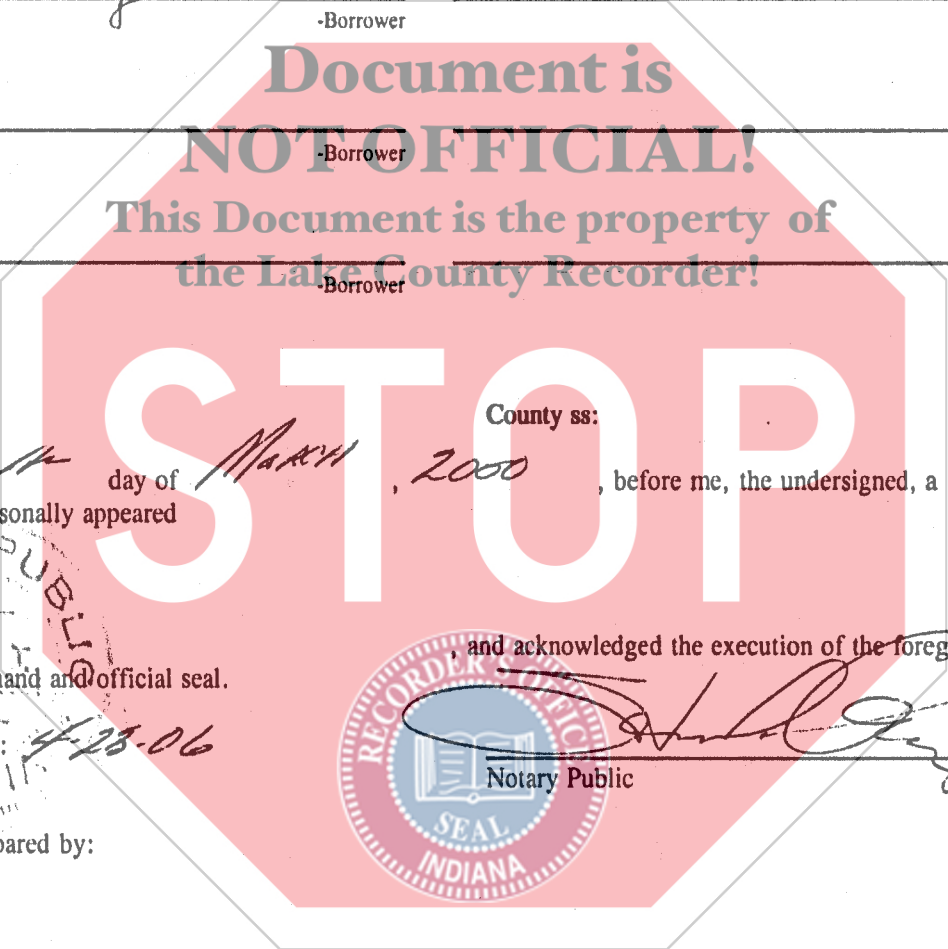 -Borrower
Document is
NOT OFFICIAL!
-Borrower
This Document is the property of
the Lake County Recorder!
-Borrower
STOP
County ss:
day of March, 2000, before me, the undersigned, a
sonally appeared
PUBLIC
, and acknowledged the execution of the foreg
hand and official seal.
: 4-28-06
RECORDER'S OFFICE
Notary Public
SEAL
INDIANA
pared by: